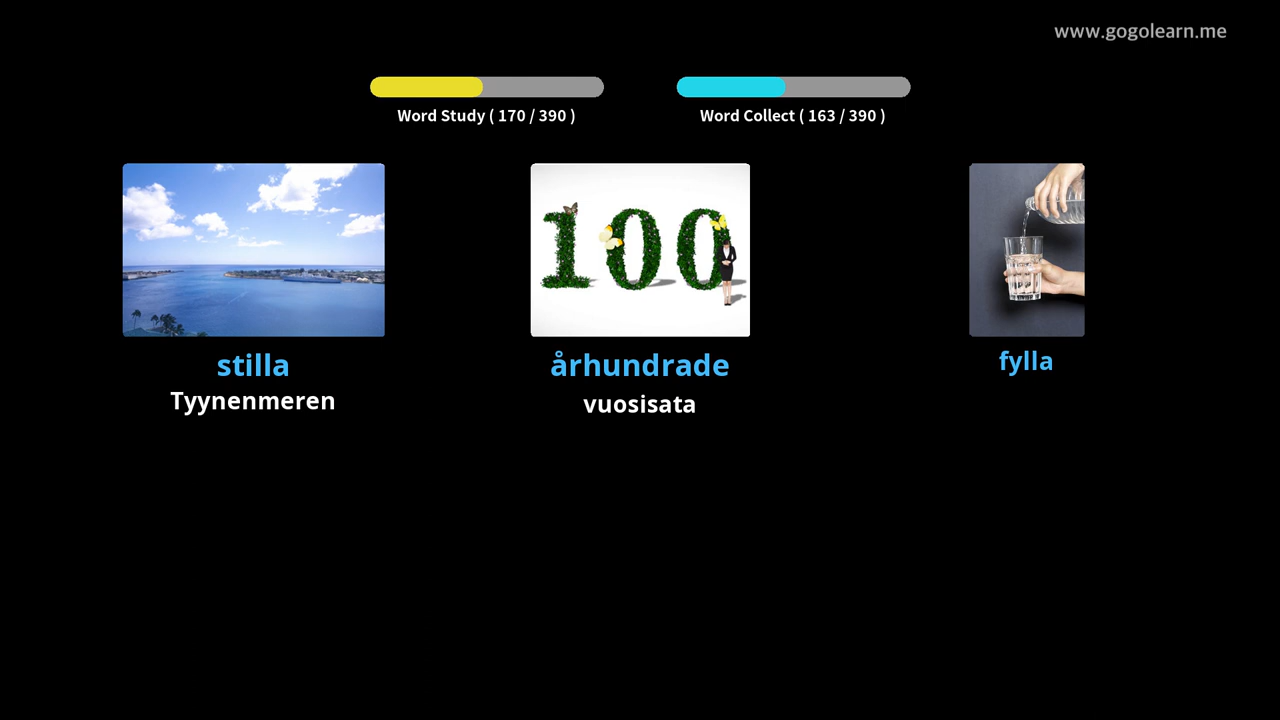 www.gogolearn.me
Word Study ( 170 / 390 )
Word Collect ( 163 / 390 )
100
stilla
Tyynenmeren
århundrade
vuosisata
fylla